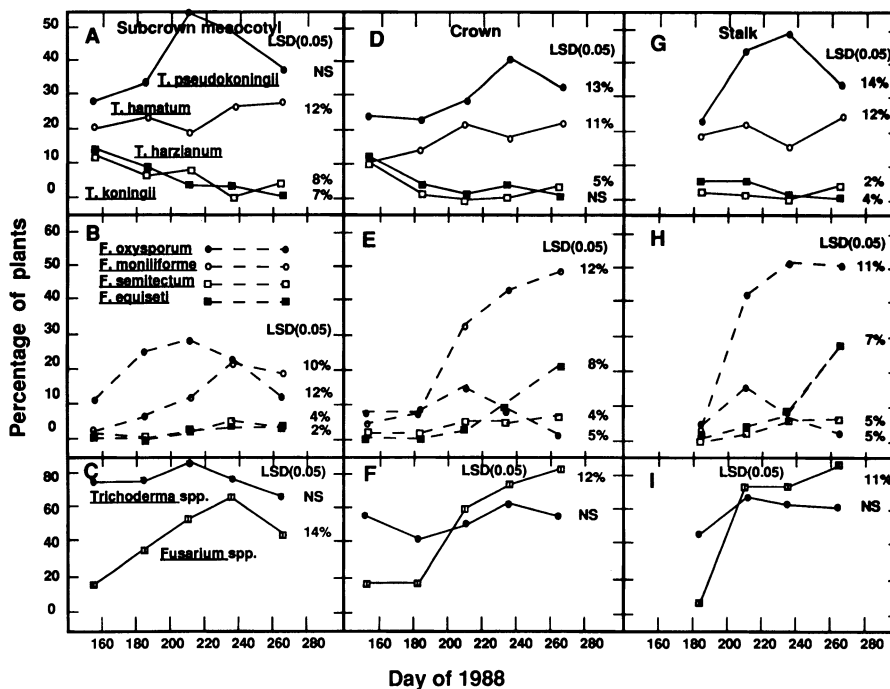 A
Subcrown mesocotyl
LSD(0.05)
T. pseudokoningii
NS
T. hamatum
12%
T. harzianum
8%
T. koningii
7%
50
40
30
20
10
0
D
Crown
LSD(0.05)
13%
11%
5%
NS
G
Stalk
LSD(0.05)
14%
12%
2%
4%
Percentage of plants
B
F. oxysporum
F. moniliforme
F. semitectum
F. equiseti
LSD(0.05)
10%
12%
4%
2%
60
50
40
30
20
10
0
E
LSD(0.05)
12%
8%
4%
5%
H
LSD(0.05)
11%
7%
5%
5%
C
LSD(0.05)
Trichoderma spp.
NS
14%
Fusarium spp.
80
60
40
20
0
F
LSD(0.05)
12%
NS
I
LSD(0.05)
11%
NS
160 180 200 220 240 260 280
160 180 200 220 240 260 280
160 180 200 220 240 260 280
Day of 1988